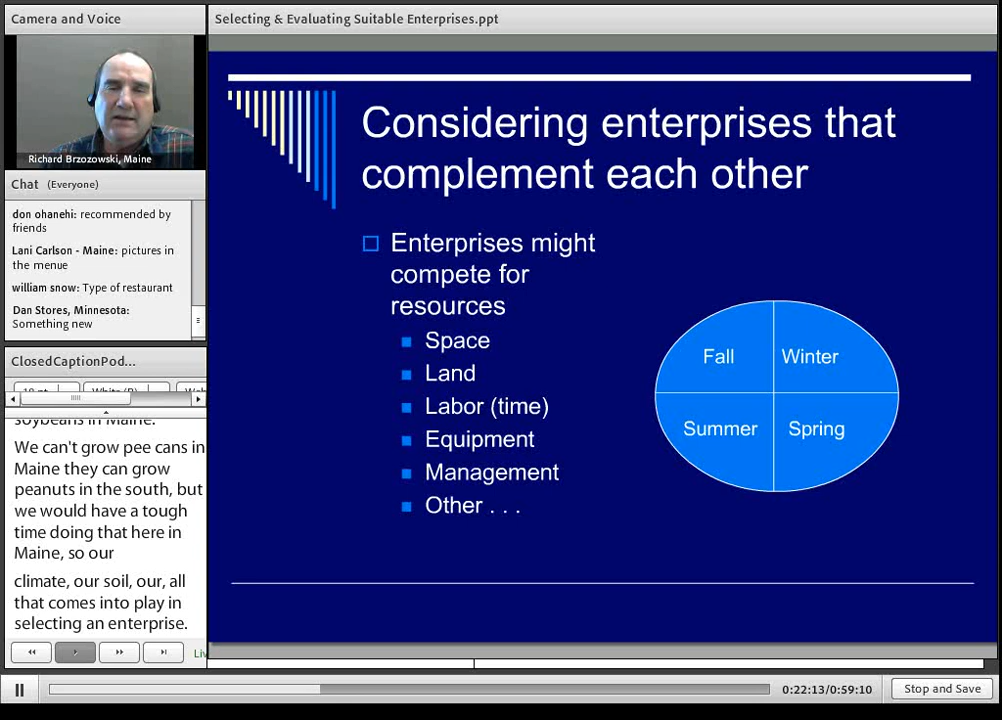 Camera and Voice
Selecting & Evaluating Suitable Enterprises.ppt
Richard Brzozowski, Maine
Chat (Everyone)
don ohanehi: recommended by
friends
Lani Carlson - Maine: pictures in
the menue
william snow: Type of restaurant
Dan Stores, Minnesota:
Something new
ClosedCaptionPod...
soybeans in Maine.
We can't grow pee cans in
Maine they can grow
peanuts in the south, but
we would have a tough
time doing that here in
Maine, so our
climate, our soil, our, all
that comes into play in
selecting an enterprise.
Considering enterprises that
complement each other
Enterprises might
compete for
resources
Space
Land
Labor (time)
Equipment
Management
Other . . .
Fall
Winter
Summer
Spring
0:22:13/0:59:10
Stop and Save